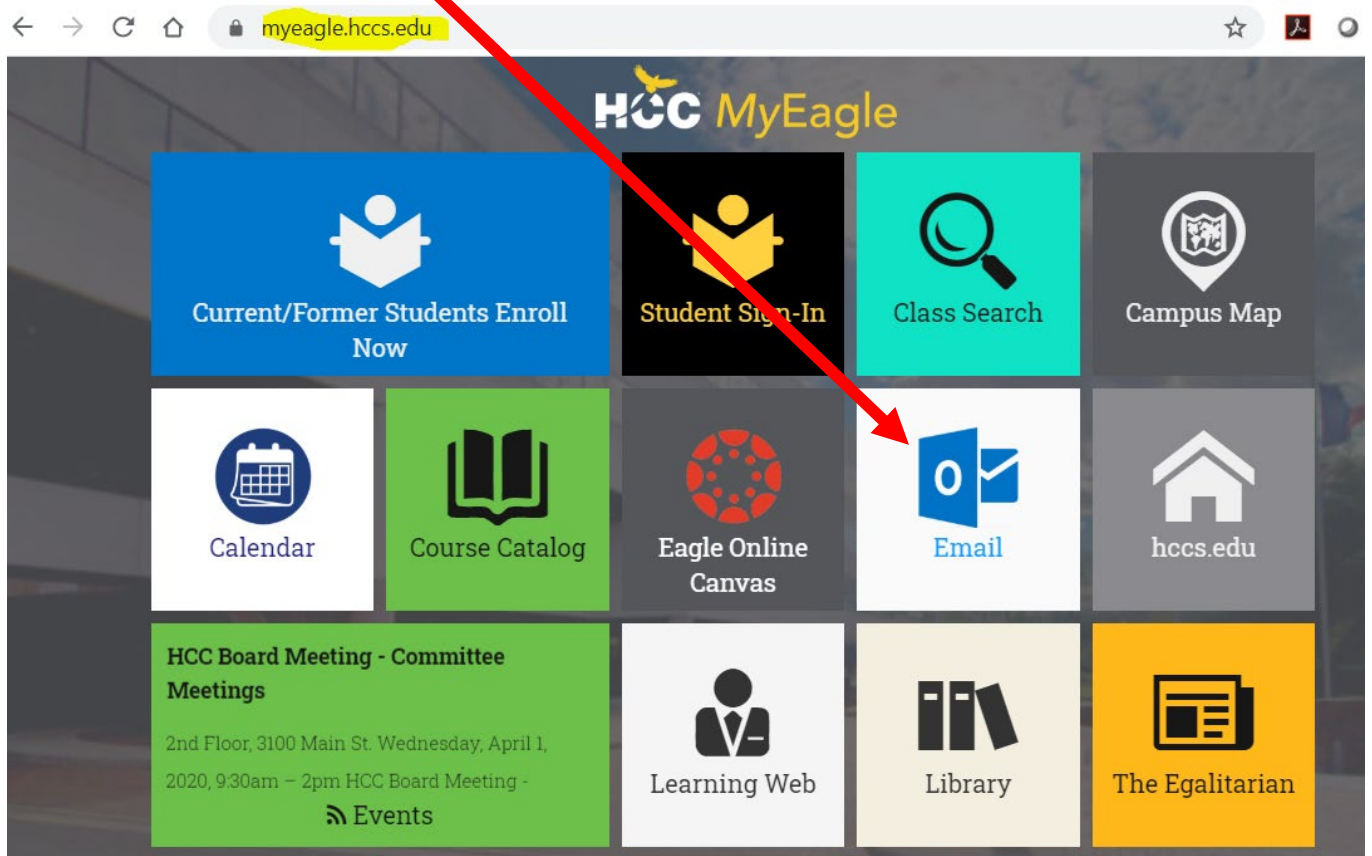 myeagle.hccs.edu
HCC MyEagle
Current/Former Students Enroll
Now
Student Sign-In
Class Search
Campus Map
Calendar
Course Catalog
Eagle Online
Canvas
O
Email
hccs.edu
HCC Board Meeting - Committee
Meetings
2nd Floor, 3100 Main St. Wednesday, April 1,
2020, 9:30am – 2pm HCC Board Meeting -
Events
Learning Web
Library
The Egalitarian